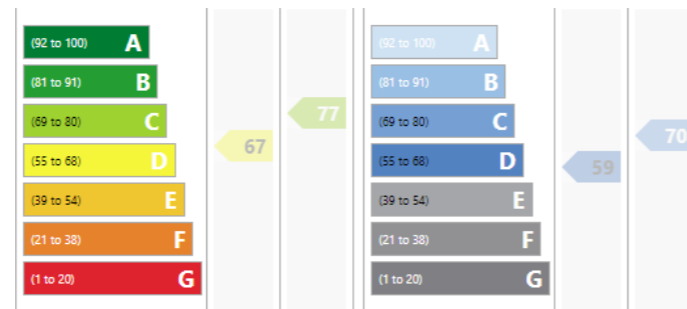 (92 to 100) A
(81 to 91) B
(69 to 80) C
(55 to 68) D
(39 to 54) E
(21 to 38) F
(1 to 20) G
67
77
(92 to 100) A
(81 to 91) B
(69 to 80) C
(55 to 68) D
(39 to 54) E
(21 to 38) F
(1 to 20) G
59
70